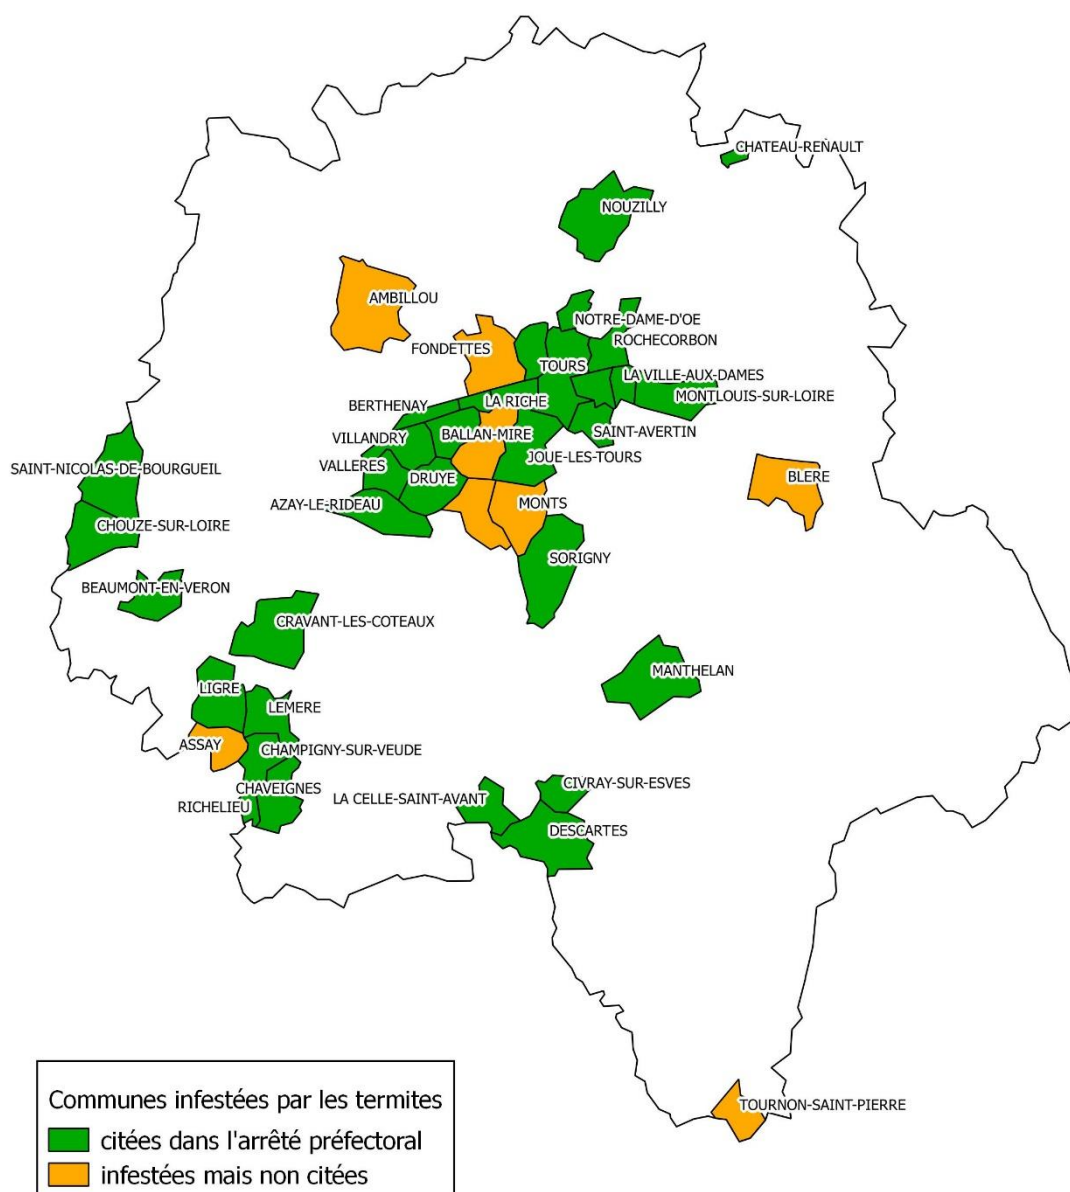 CHATEAU-RENAULT
NOUZILLY
AMBILLOU
NOTRE-DAME-D'OE
ROCHECORBON
FONDETTES
TOURS
LA VILLE-AUX-DAMES
MONTLOUIS-SUR-LOIRE
LA RICHE
BERTHENAY
SAINT-AVERTIN
VILLANDRY
BALLAN-MIRE
JOUE-LES-TOURS
VALLERES
DRUYE
SAINT-NICOLAS-DE-BOURGUEIL
BLERE
AZAY-LE-RIDEAU
MONTS
CHOUZE-SUR-LOIRE
SORIGNY
BEAUMONT-EN-VERON
CRAVANT-LES-COTEAUX
MANTHELAN
LIGRE
LEMERE
ASSAY
CHAMPIGNY-SUR-VEUDE
CIVRAY-SUR-ESVES
CHAVEIGNES
LA CELLE-SAINT-AVANT
RICHELIEU
DESCARTES
TOURNON-SAINT-PIERRE
Communes infestées par les termites
citées dans l'arrêté préfectoral
infestées mais non citées